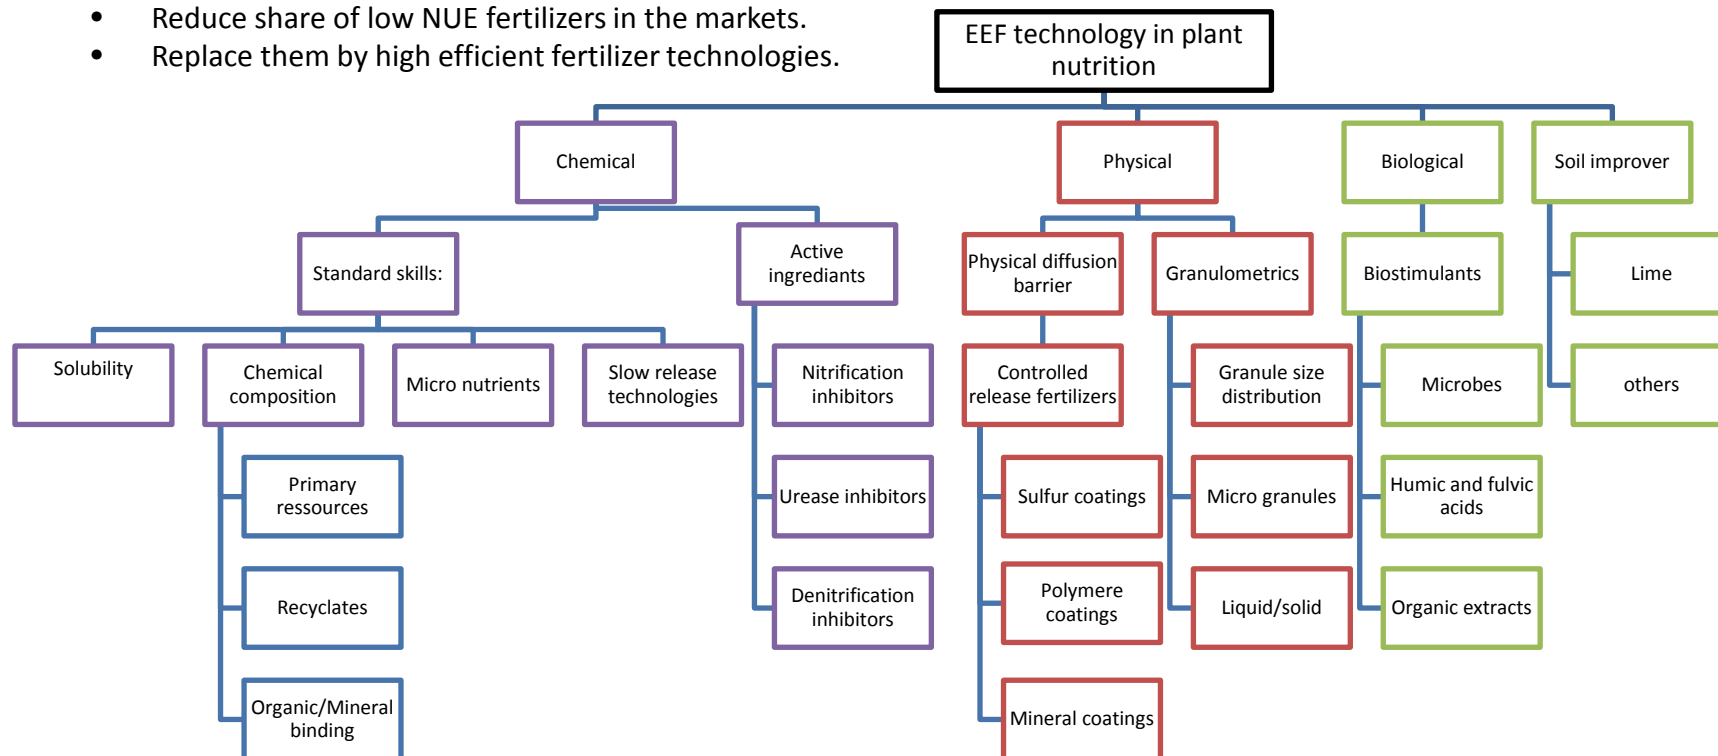 • Reduce share of low NUE fertilizers in the markets.
• Replace them by high efficient fertilizer technologies.
EEF technology in plant
nutrition
Chemical
Physical
Biological
Soil improver
Standard skills:
Active
ingrediants
Physical diffusion
barrier
Granulometrics
Biostimulants
Lime
Solubility
Chemical
composition
Micro nutrients
Slow release
technologies
Nitrification
inhibitors
Controlled
release fertilizers
Granule size
distribution
Microbes
others
Primary
ressources
Urease inhibitors
Sulfur coatings
Micro granules
Humic and fulvic
acids
Recyclates
Denitrification
inhibitors
Polymere
coatings
Liquid/solid
Organic extracts
Organic/Mineral
binding
Mineral coatings